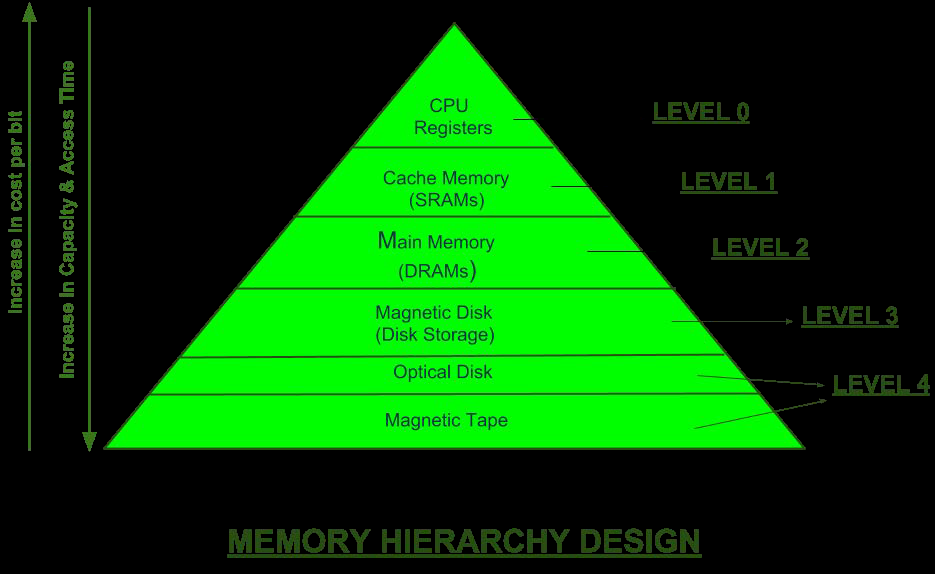 Increase in cost per bit
Increase in Capacity & Access Time
CPU
Registers
LEVEL 0
Cache Memory
(SRAMs)
LEVEL 1
Main Memory
(DRAMs)
LEVEL 2
Magnetic Disk
(Disk Storage)
LEVEL 3
Optical Disk
LEVEL 4
Magnetic Tape
MEMORY HIERARCHY DESIGN